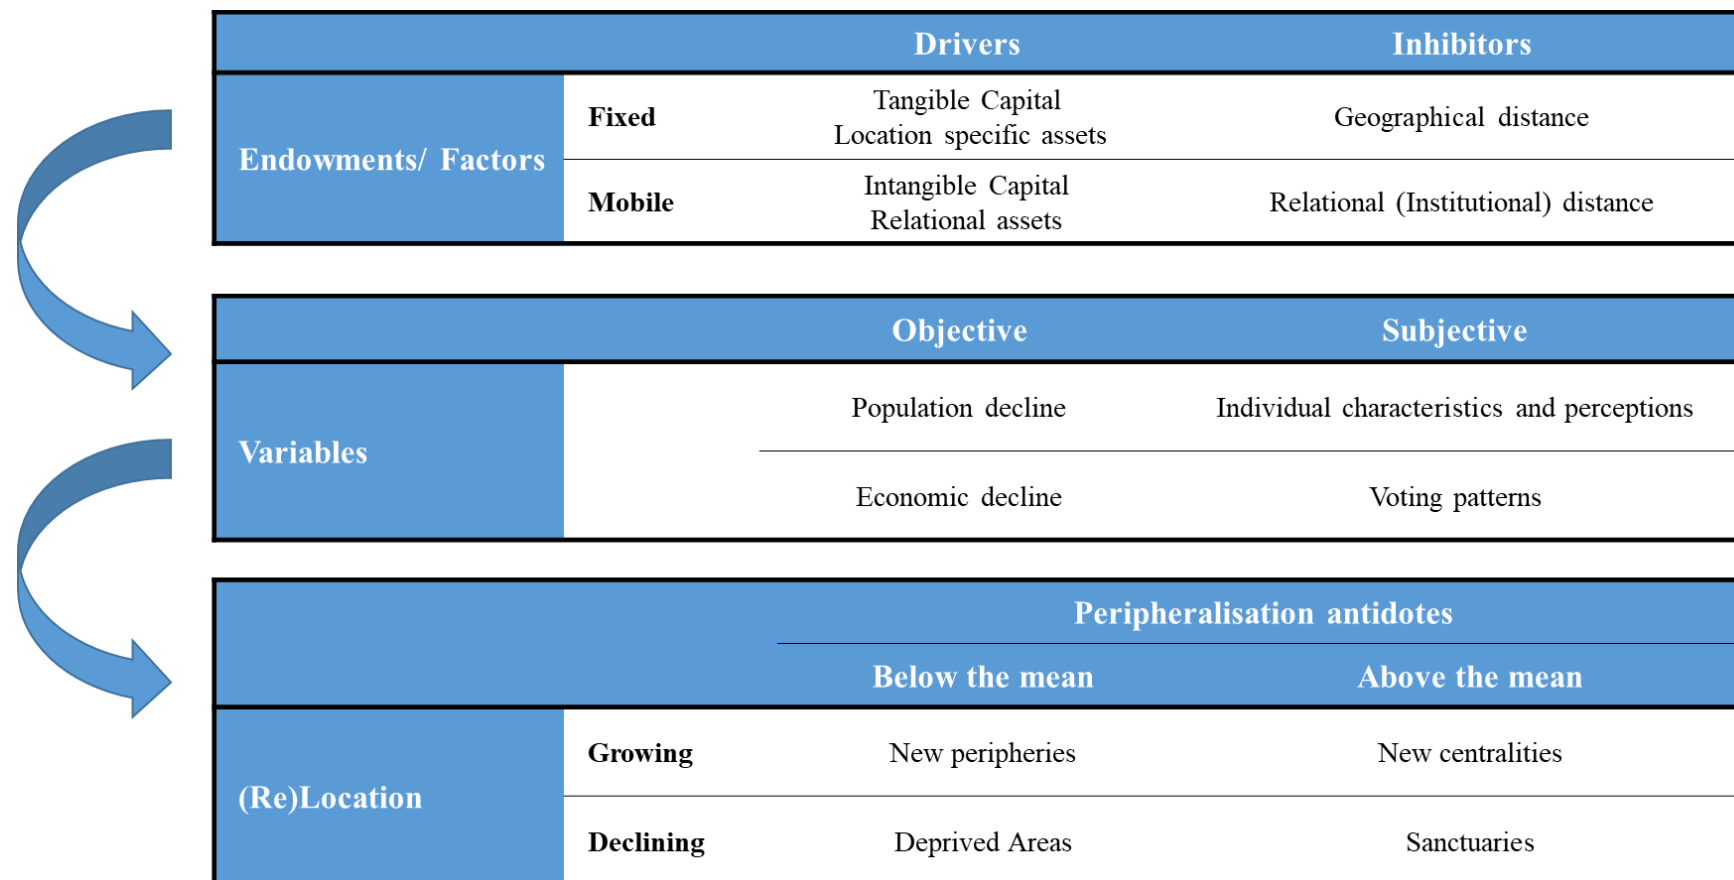 Drivers Inhibitors
Endowments/ Factors
Fixed
Tangible Capital
Location specific assets
Geographical distance
Mobile
Intangible Capital
Relational assets
Relational (Institutional) distance
Objective Subjective
Variables
Population decline
Individual characteristics and perceptions
Economic decline
Voting patterns
Peripheralisation antidotes
Below the mean Above the mean
(Re)Location
Growing
New peripheries
New centralities
Declining
Deprived Areas
Sanctuaries